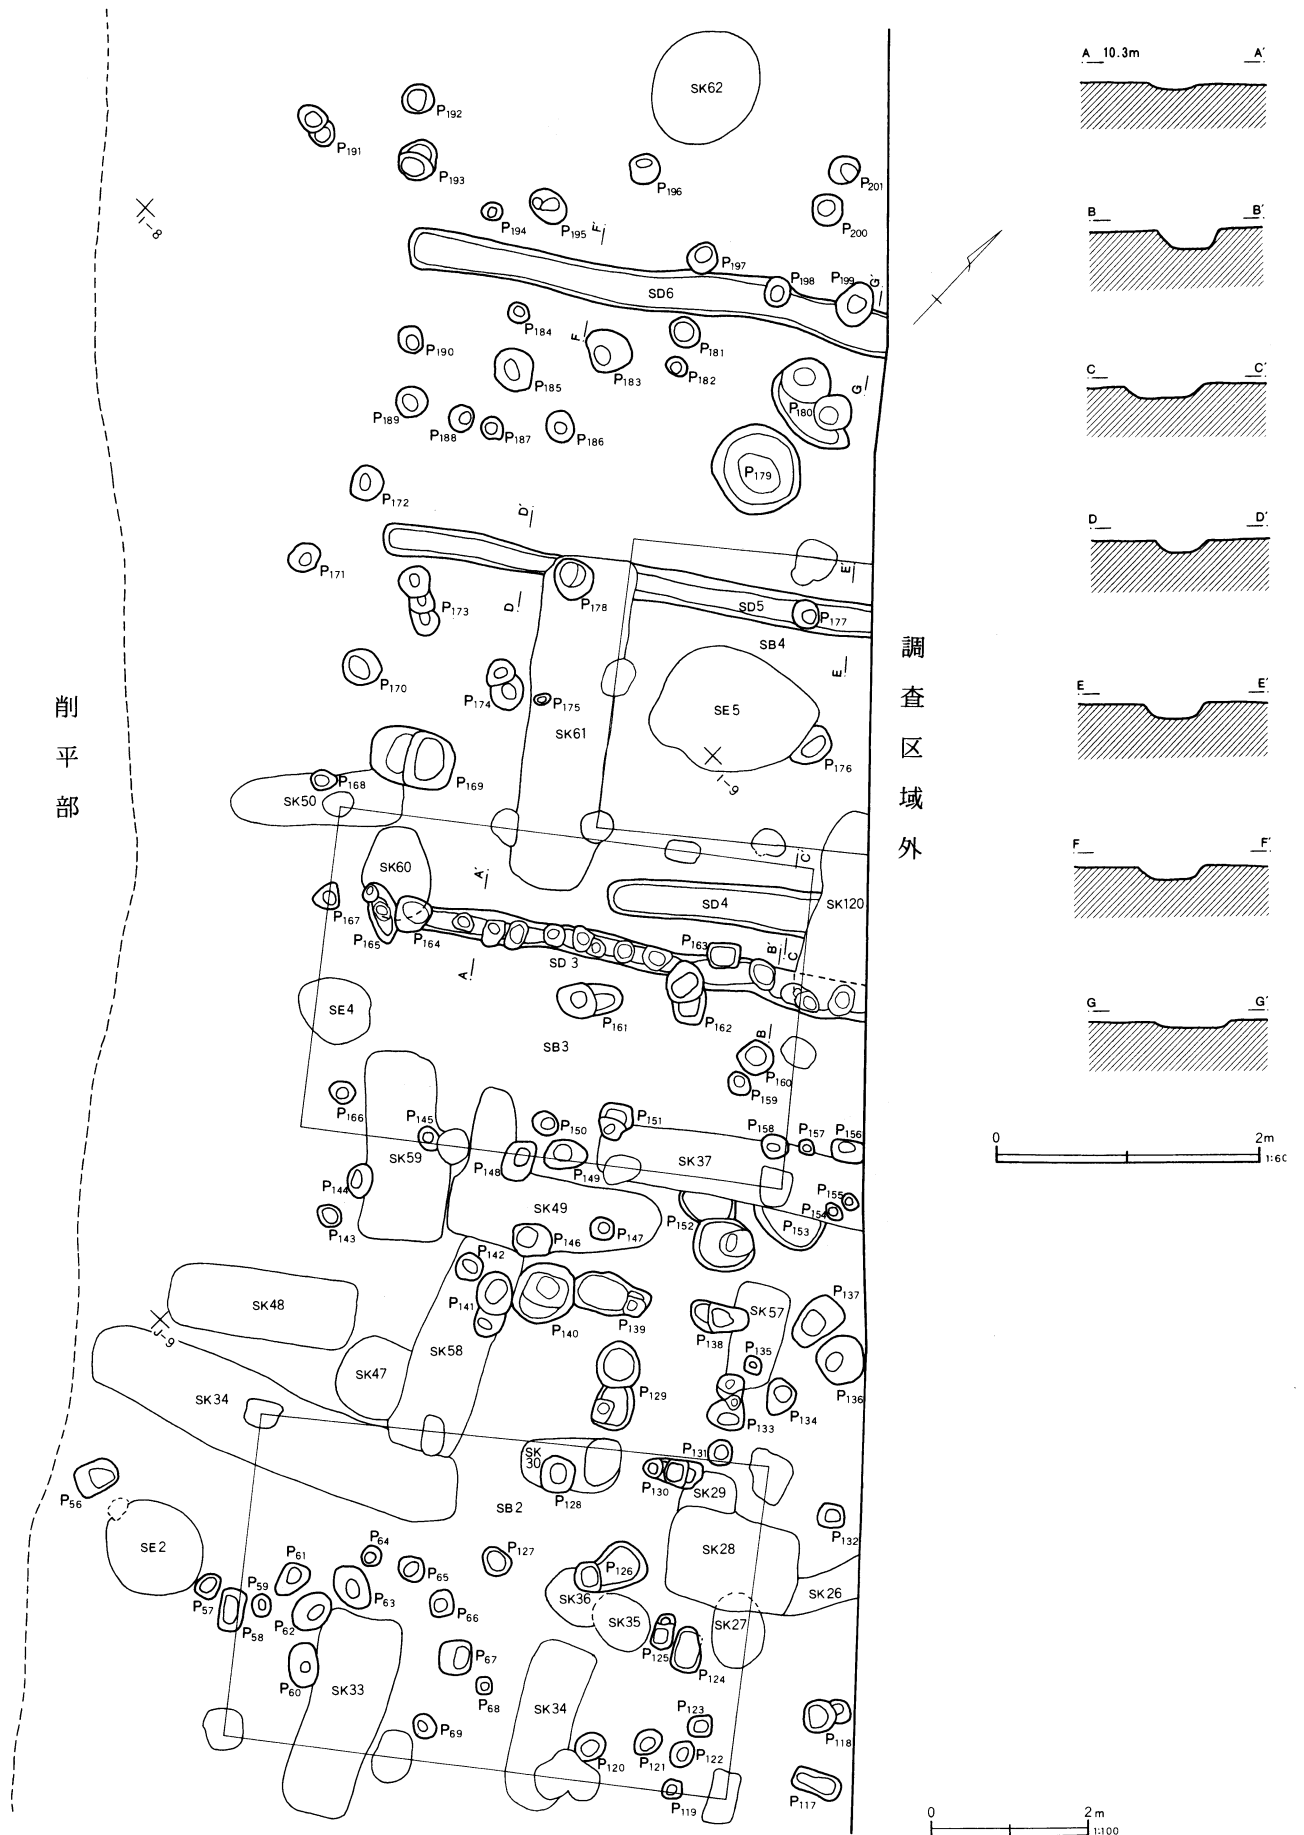 SK62
P192
P191
P193
P196
P201
P194
P195
P200
F F'
I-8
P197
P198
P199
G'
SD6
P184
F
P181
P190
P183
P182
P185
G
P180
P189
P188
P187
P186
P179
P172
D'
P171
E'
P178
SD5
P177
P173
D
SB4
P170
E
P174
P175
SE5
SK61
P176
I-9
P169
P168
SK50
SK60
A'
C'
SD4
SK120
P167
P165
P164
P163
B'
C
SD3
A
SE4
P161
P162
B
SB3
P160
P159
P166
P145
P150
P151
P158
P157
P156
SK59
P148
P149
SK37
P144
P155
P154
SK49
P152
P153
P143
P146
P147
P142
SK48
P141
P140
P139
P138
SK57
P137
J-9
SK58
P135
SK47
P136
P129
P134
SK34
P133
P131
SK
30
P130
P56
SK29
P128
SB2
P132
SE2
P64
P127
SK28
P61
P126
P65
P59
P63
P57
SK36
SK26
P58
P62
P66
SK35
SK27
P125
P67
P124
P60
SK33
P68
SK34
P123
P69
P118
P120
P121
P122
P119
P117
削平部
調査区域外
A 10.3m A'
B B'
C C'
D D'
E E'
F F'
G G'
0 2m
1:60
0 2m
1:100